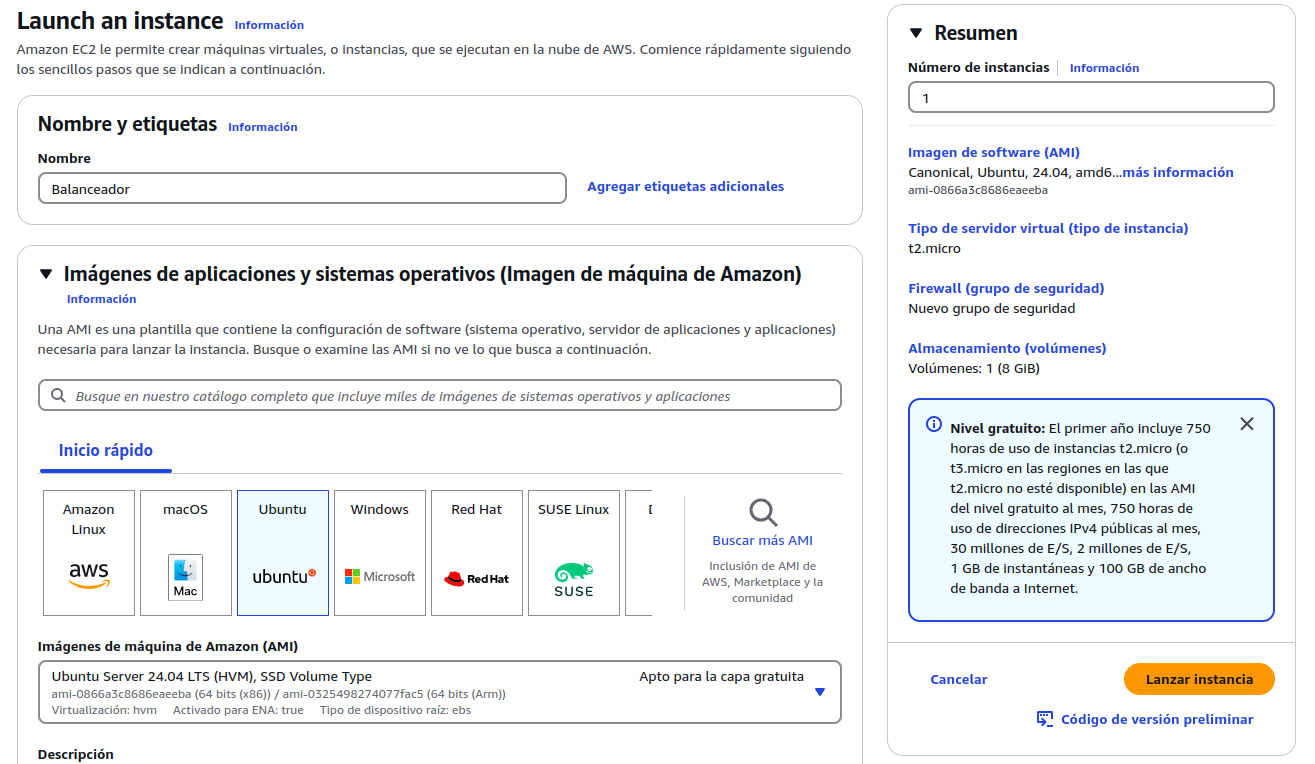 Launch an instance Información
Amazon EC2 le permite crear máquinas virtuales, o instancias, que se ejecutan en la nube de AWS. Comience rápidamente siguiendo
los sencillos pasos que se indican a continuación.
Nombre y etiquetas Información
Nombre
Balanceador
Agregar etiquetas adicionales
Imágenes de aplicaciones y sistemas operativos (Imagen de máquina de Amazon)
Información
Una AMI es una plantilla que contiene la configuración de software (sistema operativo, servidor de aplicaciones y aplicaciones)
necesaria para lanzar la instancia. Busque o examine las AMI si no ve lo que busca a continuación.
Busque en nuestro catálogo completo que incluye miles de imágenes de sistemas operativos y aplicaciones
Inicio rápido
Amazon
Linux
aws
macOS
Mac
Ubuntu
ubuntu
Windows
Microsoft
Red Hat
Red Hat
SUSE Linux
SUSE
Buscar más AMI
Inclusión de AMI de
AWS, Marketplace y la
comunidad
Imágenes de máquina de Amazon (AMI)
Ubuntu Server 24.04 LTS (HVM), SSD Volume Type
Apto para la capa gratuita
ami-0866a3c8686eaeeba (64 bits (x86)) / ami-0325498274077fac5 (64 bits (Arm))
Virtualización: hvm Activado para ENA: true Tipo de dispositivo raíz: ebs
Descripción
Resumen
Número de instancias Información
1
Imagen de software (AMI)
Canonical, Ubuntu, 24.04, amd6...más información
ami-0866a3c8686eaeeba
Tipo de servidor virtual (tipo de instancia)
t2.micro
Firewall (grupo de seguridad)
Nuevo grupo de seguridad
Almacenamiento (volúmenes)
Volúmenes: 1 (8 GiB)
Nivel gratuito: El primer año incluye 750
horas de uso de instancias t2.micro (o
t3.micro en las regiones en las que
t2.micro no esté disponible) en las AMI
del nivel gratuito al mes, 750 horas de
uso de direcciones IPv4 públicas al mes,
30 millones de E/S, 2 millones de E/S,
1 GB de instantáneas y 100 GB de ancho
de banda a Internet.
Cancelar
Lanzar instancia
Código de versión preliminar